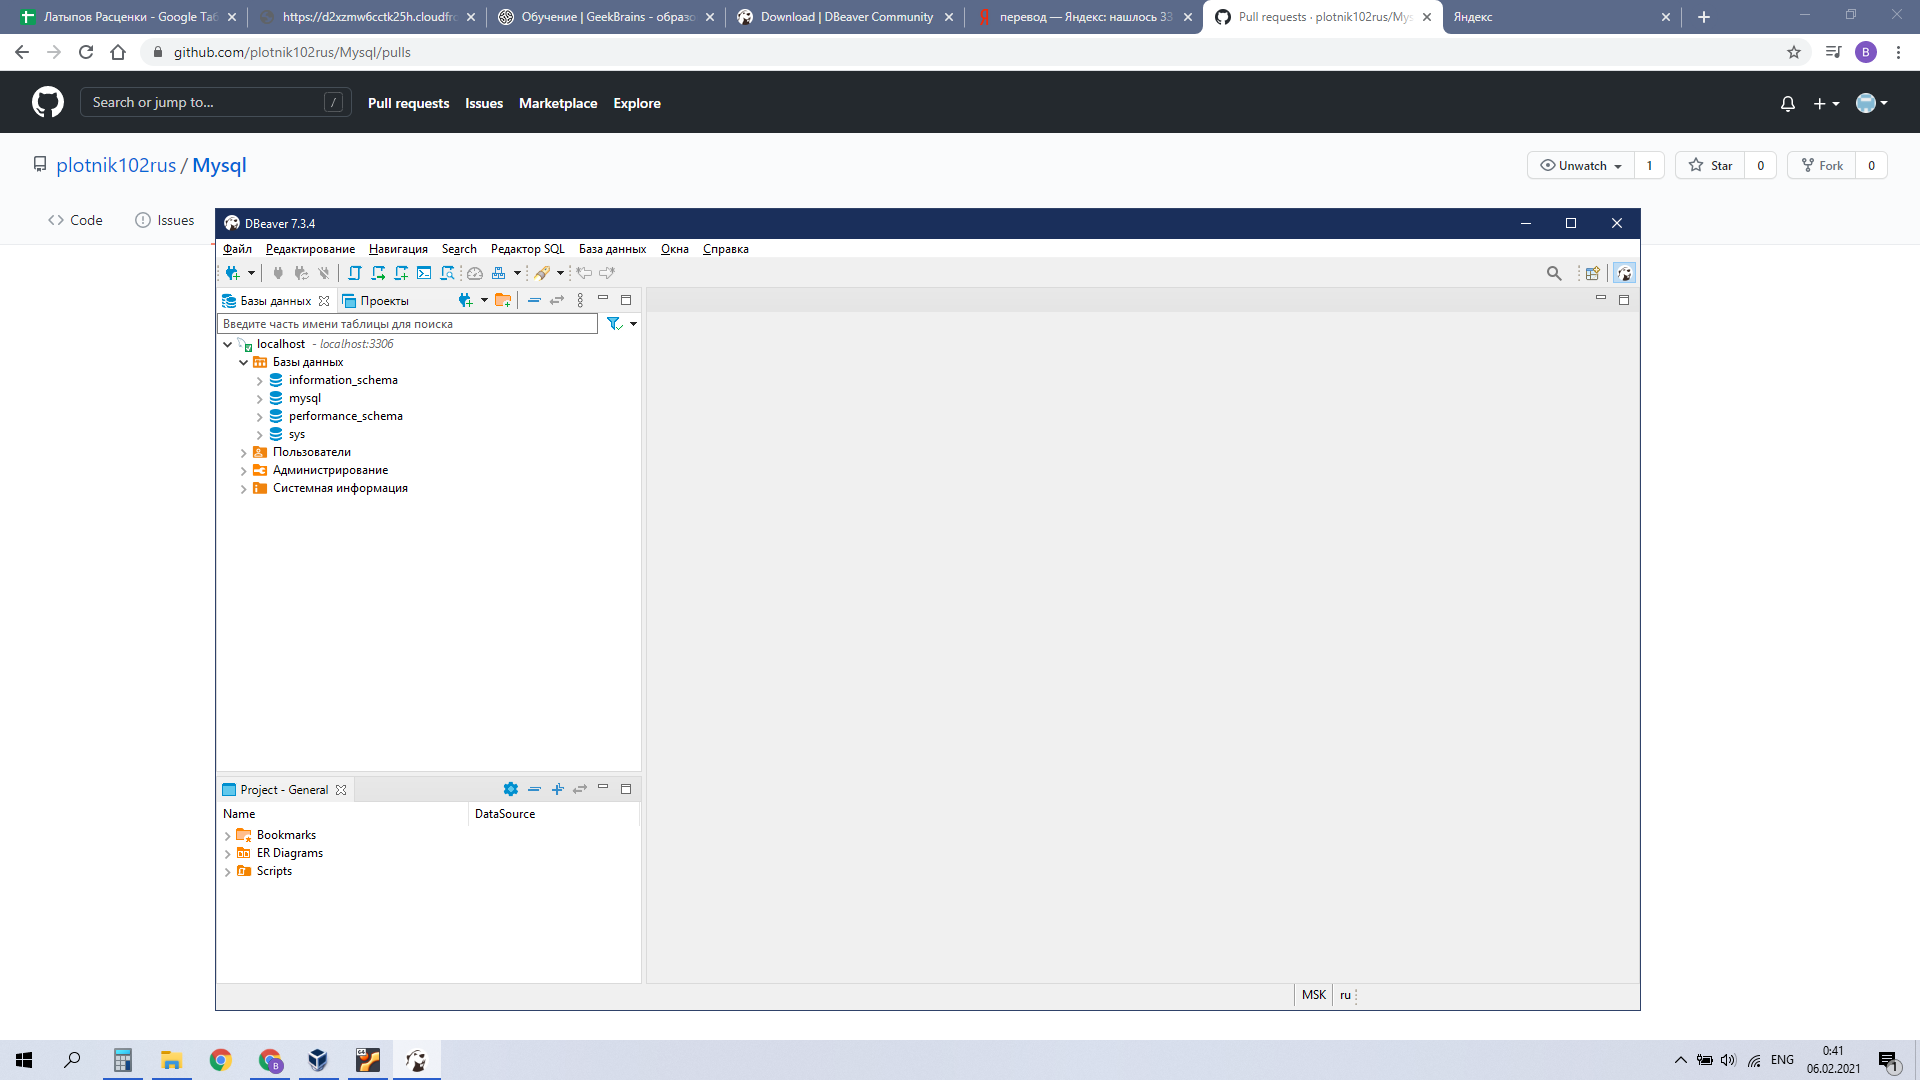 Латыпов Расценки - Google Таб
https://d2xzmw6cctk25h.cloudfro
Обучение | GeekBrains - образо
Download | DBeaver Community
перевод — Яндекс: нашлось 33
Pull requests · plotnik102rus/Mys
Яндекс
github.com/plotnik102rus/Mysql/pulls
B
Search or jump to...
/
Pull requests
Issues
Marketplace
Explore
plotnik102rus / Mysql
Unwatch
1
Star
0
Fork
0
Code
Issues
DBeaver 7.3.4
Файл Редактирование Навигация Search Редактор SQL База данных Окна Справка
Базы данных
Проекты
Введите часть имени таблицы для поиска
localhost - localhost:3306
Базы данных
information_schema
mysql
performance_schema
sys
Пользователи
Администрирование
Системная информация
Project - General
Name
DataSource
Bookmarks
ER Diagrams
Scripts
MSK
ru
B
64
ENG
0:41
06.02.2021
1